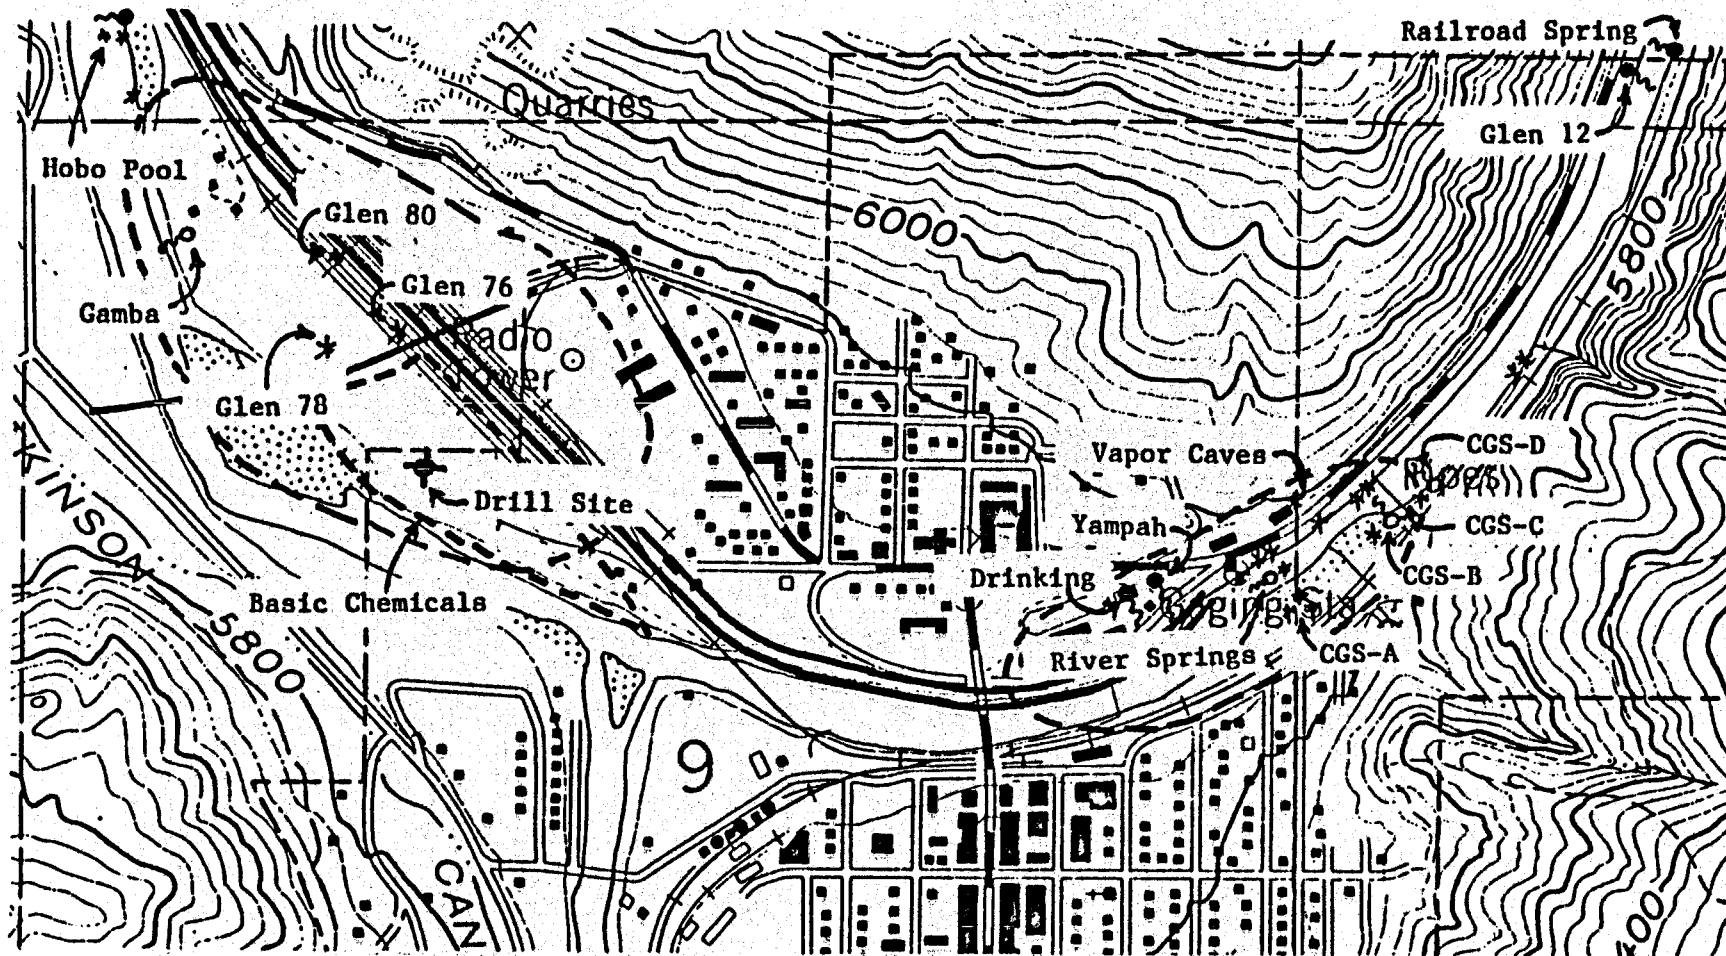 Railroad Spring
Quarries
Glen 12
Hobo Pool
Glen 80
6000
5800
Glen 76
Gamba
Radio
Tower
Glen 78
Vapor Caves
CGS-D
KINSON
Drill Site
Yampah
CGS-C
Drinking
CGS-B
Basic Chemicals
5800
River Springs
CGS-A
9
CAN